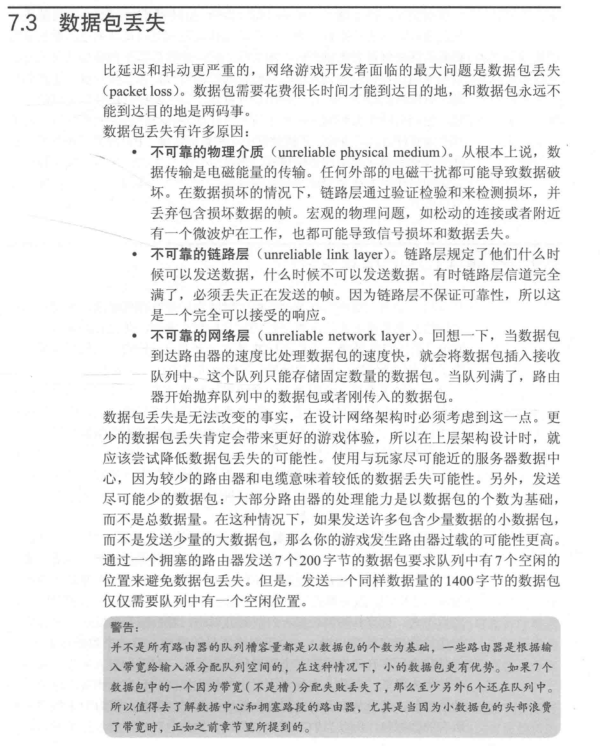 7.3 数据包丢失
比延迟和抖动更严重的，网络游戏开发者面临的最大问题是数据包丢失
（packet loss）。数据包需要花费很长时间才能到达目的地，和数据包永远不
能到达目的地是两码事。
数据包丢失有许多原因：
• 不可靠的物理介质（unreliable physical medium）。从根本上说，数
据传输是电磁能量的传输。任何外部的电磁干扰都可能导致数据破
坏。在数据损坏的情况下，链路层通过验证检验和来检测损坏，并
丢弃包含损坏数据的帧。宏观的物理问题，如松动的连接或者附近
有一个微波炉在工作，也都可能导致信号损坏和数据丢失。
• 不可靠的链路层（unreliable link layer）。链路层规定了他们什么时
候可以发送数据，什么时候不可以发送数据。有时链路层信道完全
满了，必须丢失正在发送的帧。因为链路层不保证可靠性，所以这
是一个完全可以接受的响应。
• 不可靠的网络层（unreliable network layer）。回想一下，当数据包
到达路由器的速度比处理数据包的速度快，就会将数据包插入接收
队列中。这个队列只能存储固定数量的数据包。当队列满了，路由
器开始抛弃队列中的数据包或者刚传入的数据包。
数据包丢失是无法改变的事实，在设计网络架构时必须考虑到这一点。更
少的数据包丢失肯定会带来更好的游戏体验，所以在上层架构设计时，就
应该尝试降低数据包丢失的可能性。使用与玩家尽可能近的服务器数据中
心，因为较少的路由器和电缆意味着较低的数据丢失可能性。另外，发送
尽可能少的数据包：大部分路由器的处理能力是以数据包的个数为基础，
而不是总数据量。在这种情况下，如果发送许多包含少量数据的小数据包，
而不是发送少量的大数据包，那么你的游戏发生路由器过载的可能性更高。
通过一个拥塞的路由器发送7个200字节的数据包要求队列中有7个空闲的
位置来避免数据包丢失。但是，发送一个同样数据量的1400字节的数据包
仅仅需要队列中有一个空闲位置。
警告：
并不是所有路由器的队列槽容量都是以数据包的个数为基础，一些路由器是根据输
入带宽给输入源分配队列空间的，在这种情况下，小的数据包更有优势。如果7个
数据包中的一个因为带宽（不是槽）分配失败丢失了，那么至少另外6个还在队列中。
所以值得去了解数据中心和拥塞路段的路由器，尤其是当因为小数据包的头部浪费
了带宽时，正如之前章节里所提到的。